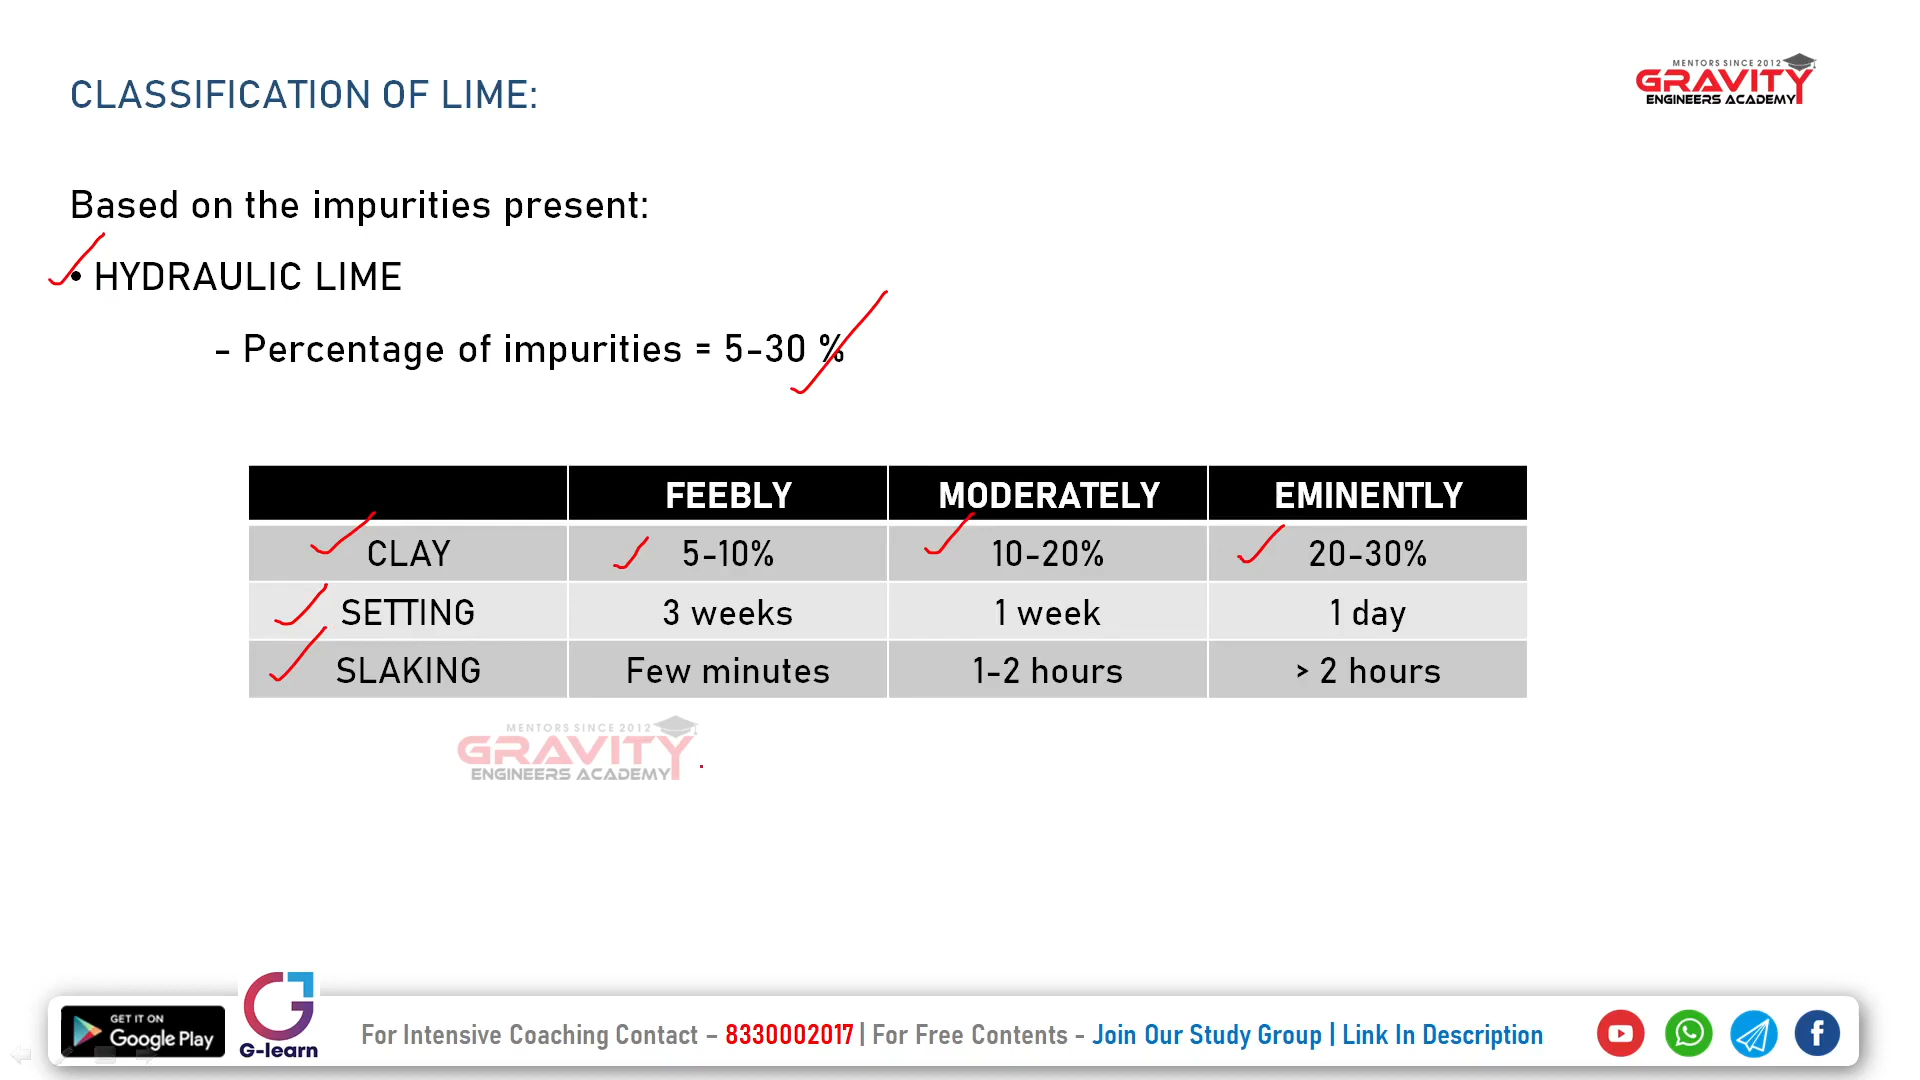 MENTORS SINCE 2012
GRAVITY
ENGINEERS ACADEMY
CLASSIFICATION OF LIME:
Based on the impurities present:
• HYDRAULIC LIME
- Percentage of impurities = 5-30 %
FEEBLY MODERATELY EMINENTLY
CLAY 5-10% 10-20% 20-30%
SETTING 3 weeks 1 week 1 day
SLAKING Few minutes 1-2 hours > 2 hours
MENTORS SINCE 2012
GRAVITY
ENGINEERS ACADEMY
GET IT ON
Google Play
G-learn
For Intensive Coaching Contact – 8330002017 | For Free Contents - Join Our Study Group | Link In Description